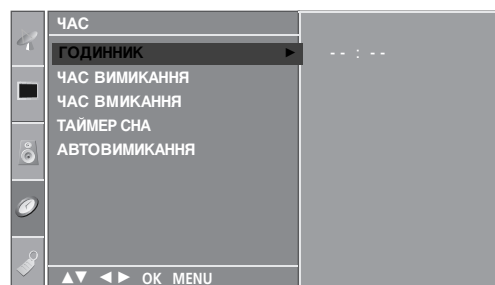 ЧАС
ГОДИННИК ► -- : --
ЧАС ВИМИКАННЯ
ЧАС ВМИКАННЯ
ТАЙМЕР СНА
АВТОВИМИКАННЯ
▲▼ ◄► OK MENU